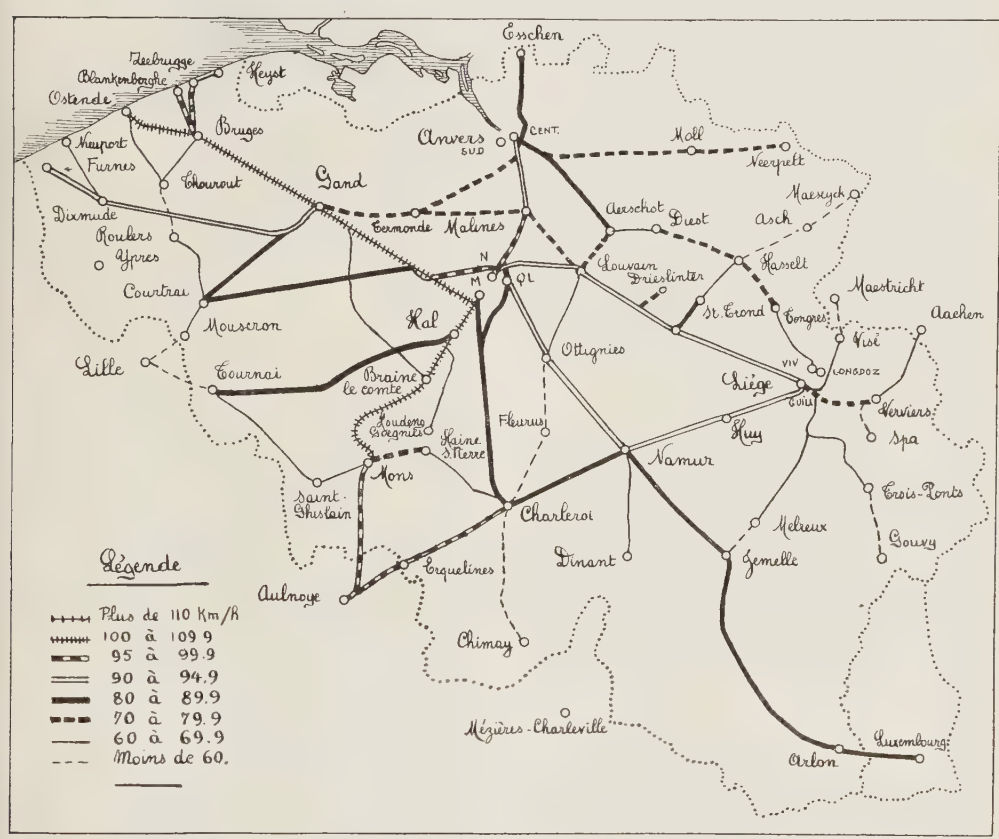 Esschen
Zeebrugge
Blankenberghe
Heyst
Ostende
Nieuport
Bruges
Anvers
SUD
CENT.
Moll
Neerpelt
Furnes
Thourout
Gand
Maeseyck
Dixmude
Termonde
Malines
Aerschot
Diest
Asch
Roulers
Ypres
N
M
QL
Louvain
Drieslinter
Hasselt
Maestricht
Courtrai
St. Trond
Tongres
Aachen
Mouscron
Hal
Visé
Lille
Ottignies
VIV
LONGDOZ
Tournai
Braine
le comte
Liége
GUIL
Verviers
Houdeng
Goegnies
Haine
St. Pierre
Fleurus
Huy
Spa
Mons
Namur
Saint-
Ghislain
Charleroi
Trois-Ponts
Melreux
Erquelines
Dinant
Jemelle
Gouvy
Aulnoye
Chimay
Mézières-Charleville
Arlon
Luxembourg
Légende
Plus de 110 Km/h
100 à 109.9
95 à 99.9
90 à 94.9
80 à 89.9
70 à 79.9
60 à 69.9
Moins de 60.